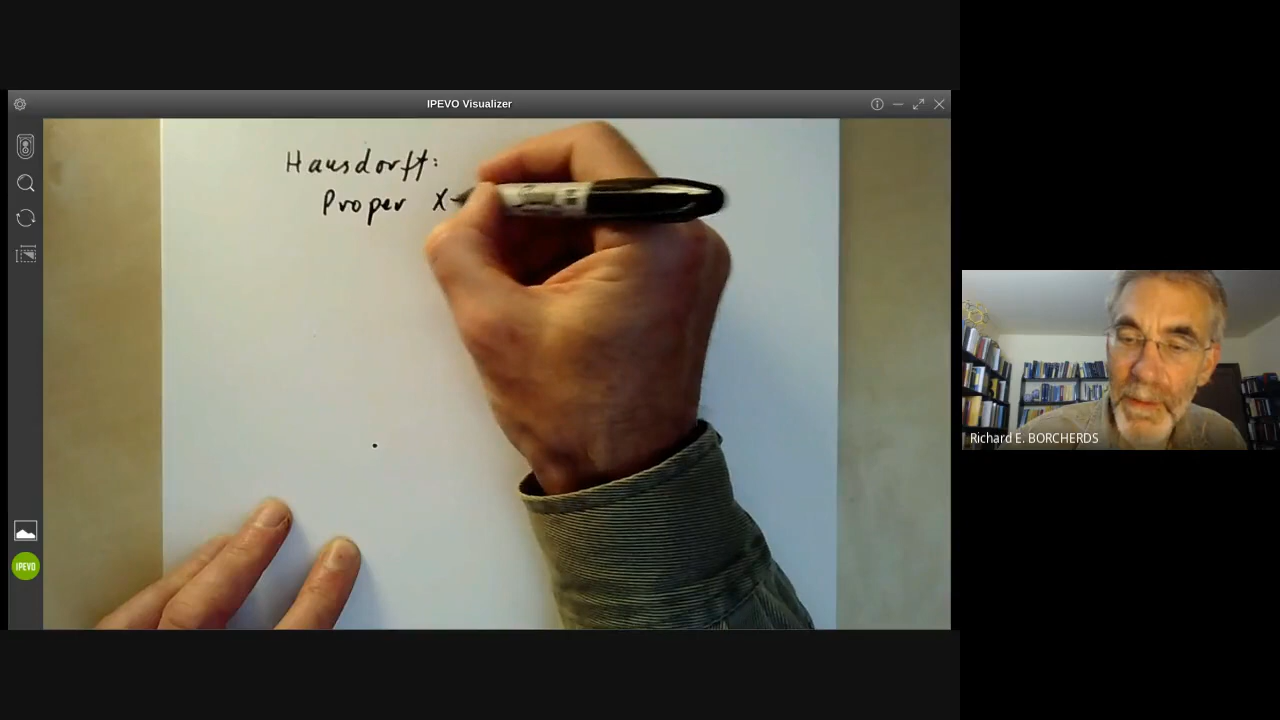 IPEVO Visualizer
Hausdorff:
Proper X
IPEVO
Richard E. BORCHERDS